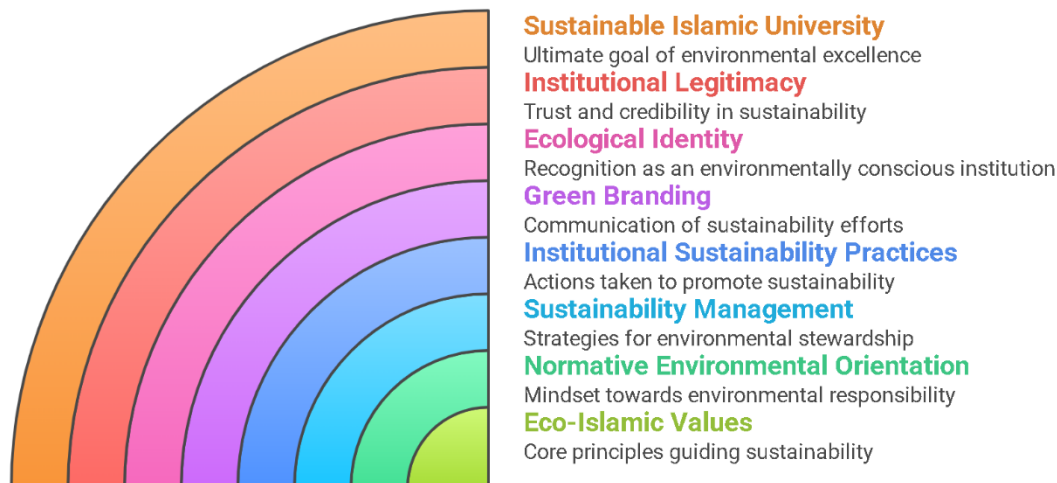 Sustainable Islamic University
Ultimate goal of environmental excellence
Institutional Legitimacy
Trust and credibility in sustainability
Ecological Identity
Recognition as an environmentally conscious institution
Green Branding
Communication of sustainability efforts
Institutional Sustainability Practices
Actions taken to promote sustainability
Sustainability Management
Strategies for environmental stewardship
Normative Environmental Orientation
Mindset towards environmental responsibility
Eco-Islamic Values
Core principles guiding sustainability